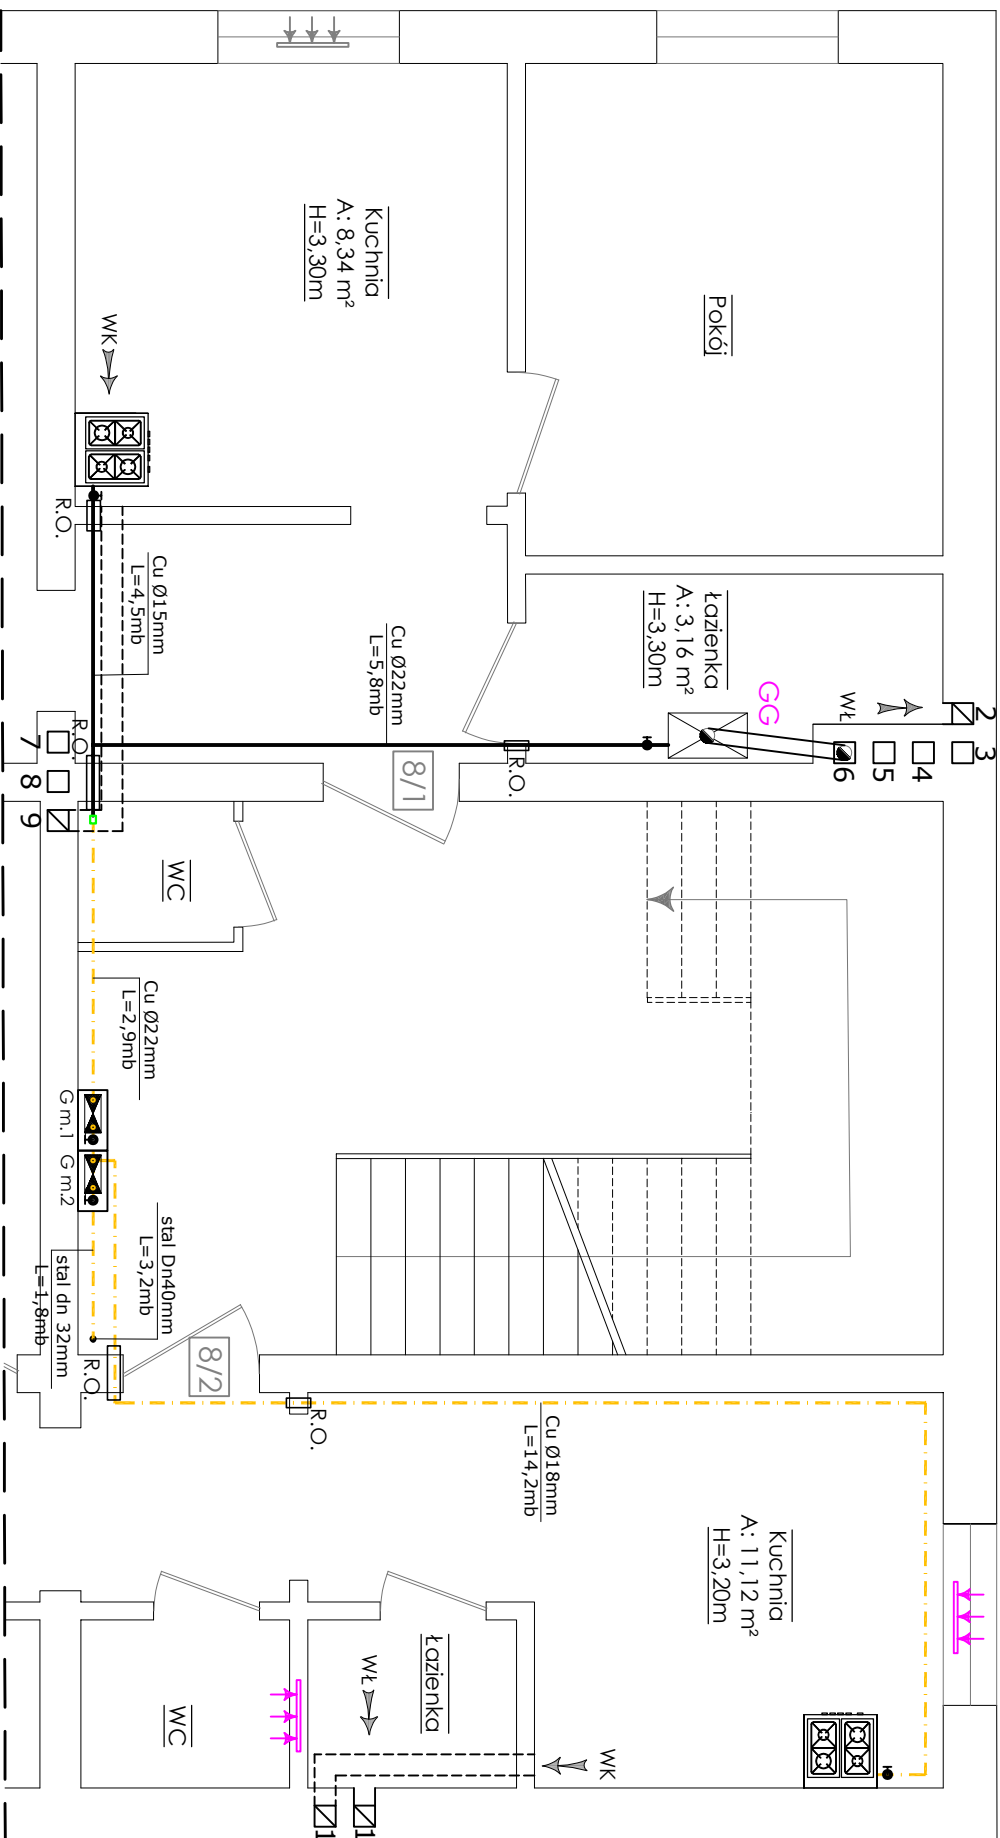 Kuchnia
A: 8,34 m²
H=3,30m
Pokój
WK
R.O.
Cu Ø15mm
L=4,5mb
Cu Ø22mm
L=5,8mb
Łazienka
A: 3,16 m²
H=3,30m
GG
WŁ
2
3
4
5
6
R.O.
8/1
R.O.
7
8
9
WC
Cu Ø22mm
L=2,9mb
G m.1
G m.2
stal Dn40mm
L=3,2mb
stal dn 32mm
L=1,8mb
R.O.
8/2
R.O.
Cu Ø18mm
L=14,2mb
Kuchnia
A: 11,12 m²
H=3,20m
Łazienka
WŁ
WC
WK